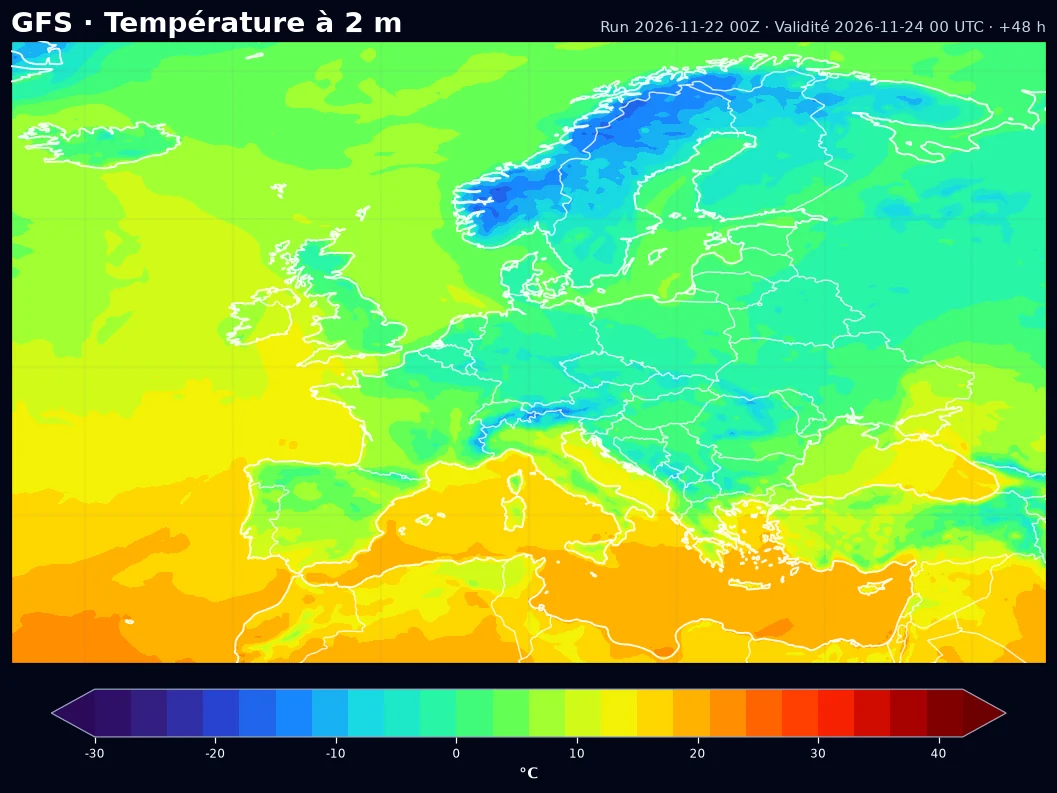 GFS · Température à 2 m
Run 2026-11-22 00Z · Validité 2026-11-24 00 UTC · +48 h
-30 -20 -10 0 10 20 30 40
°C